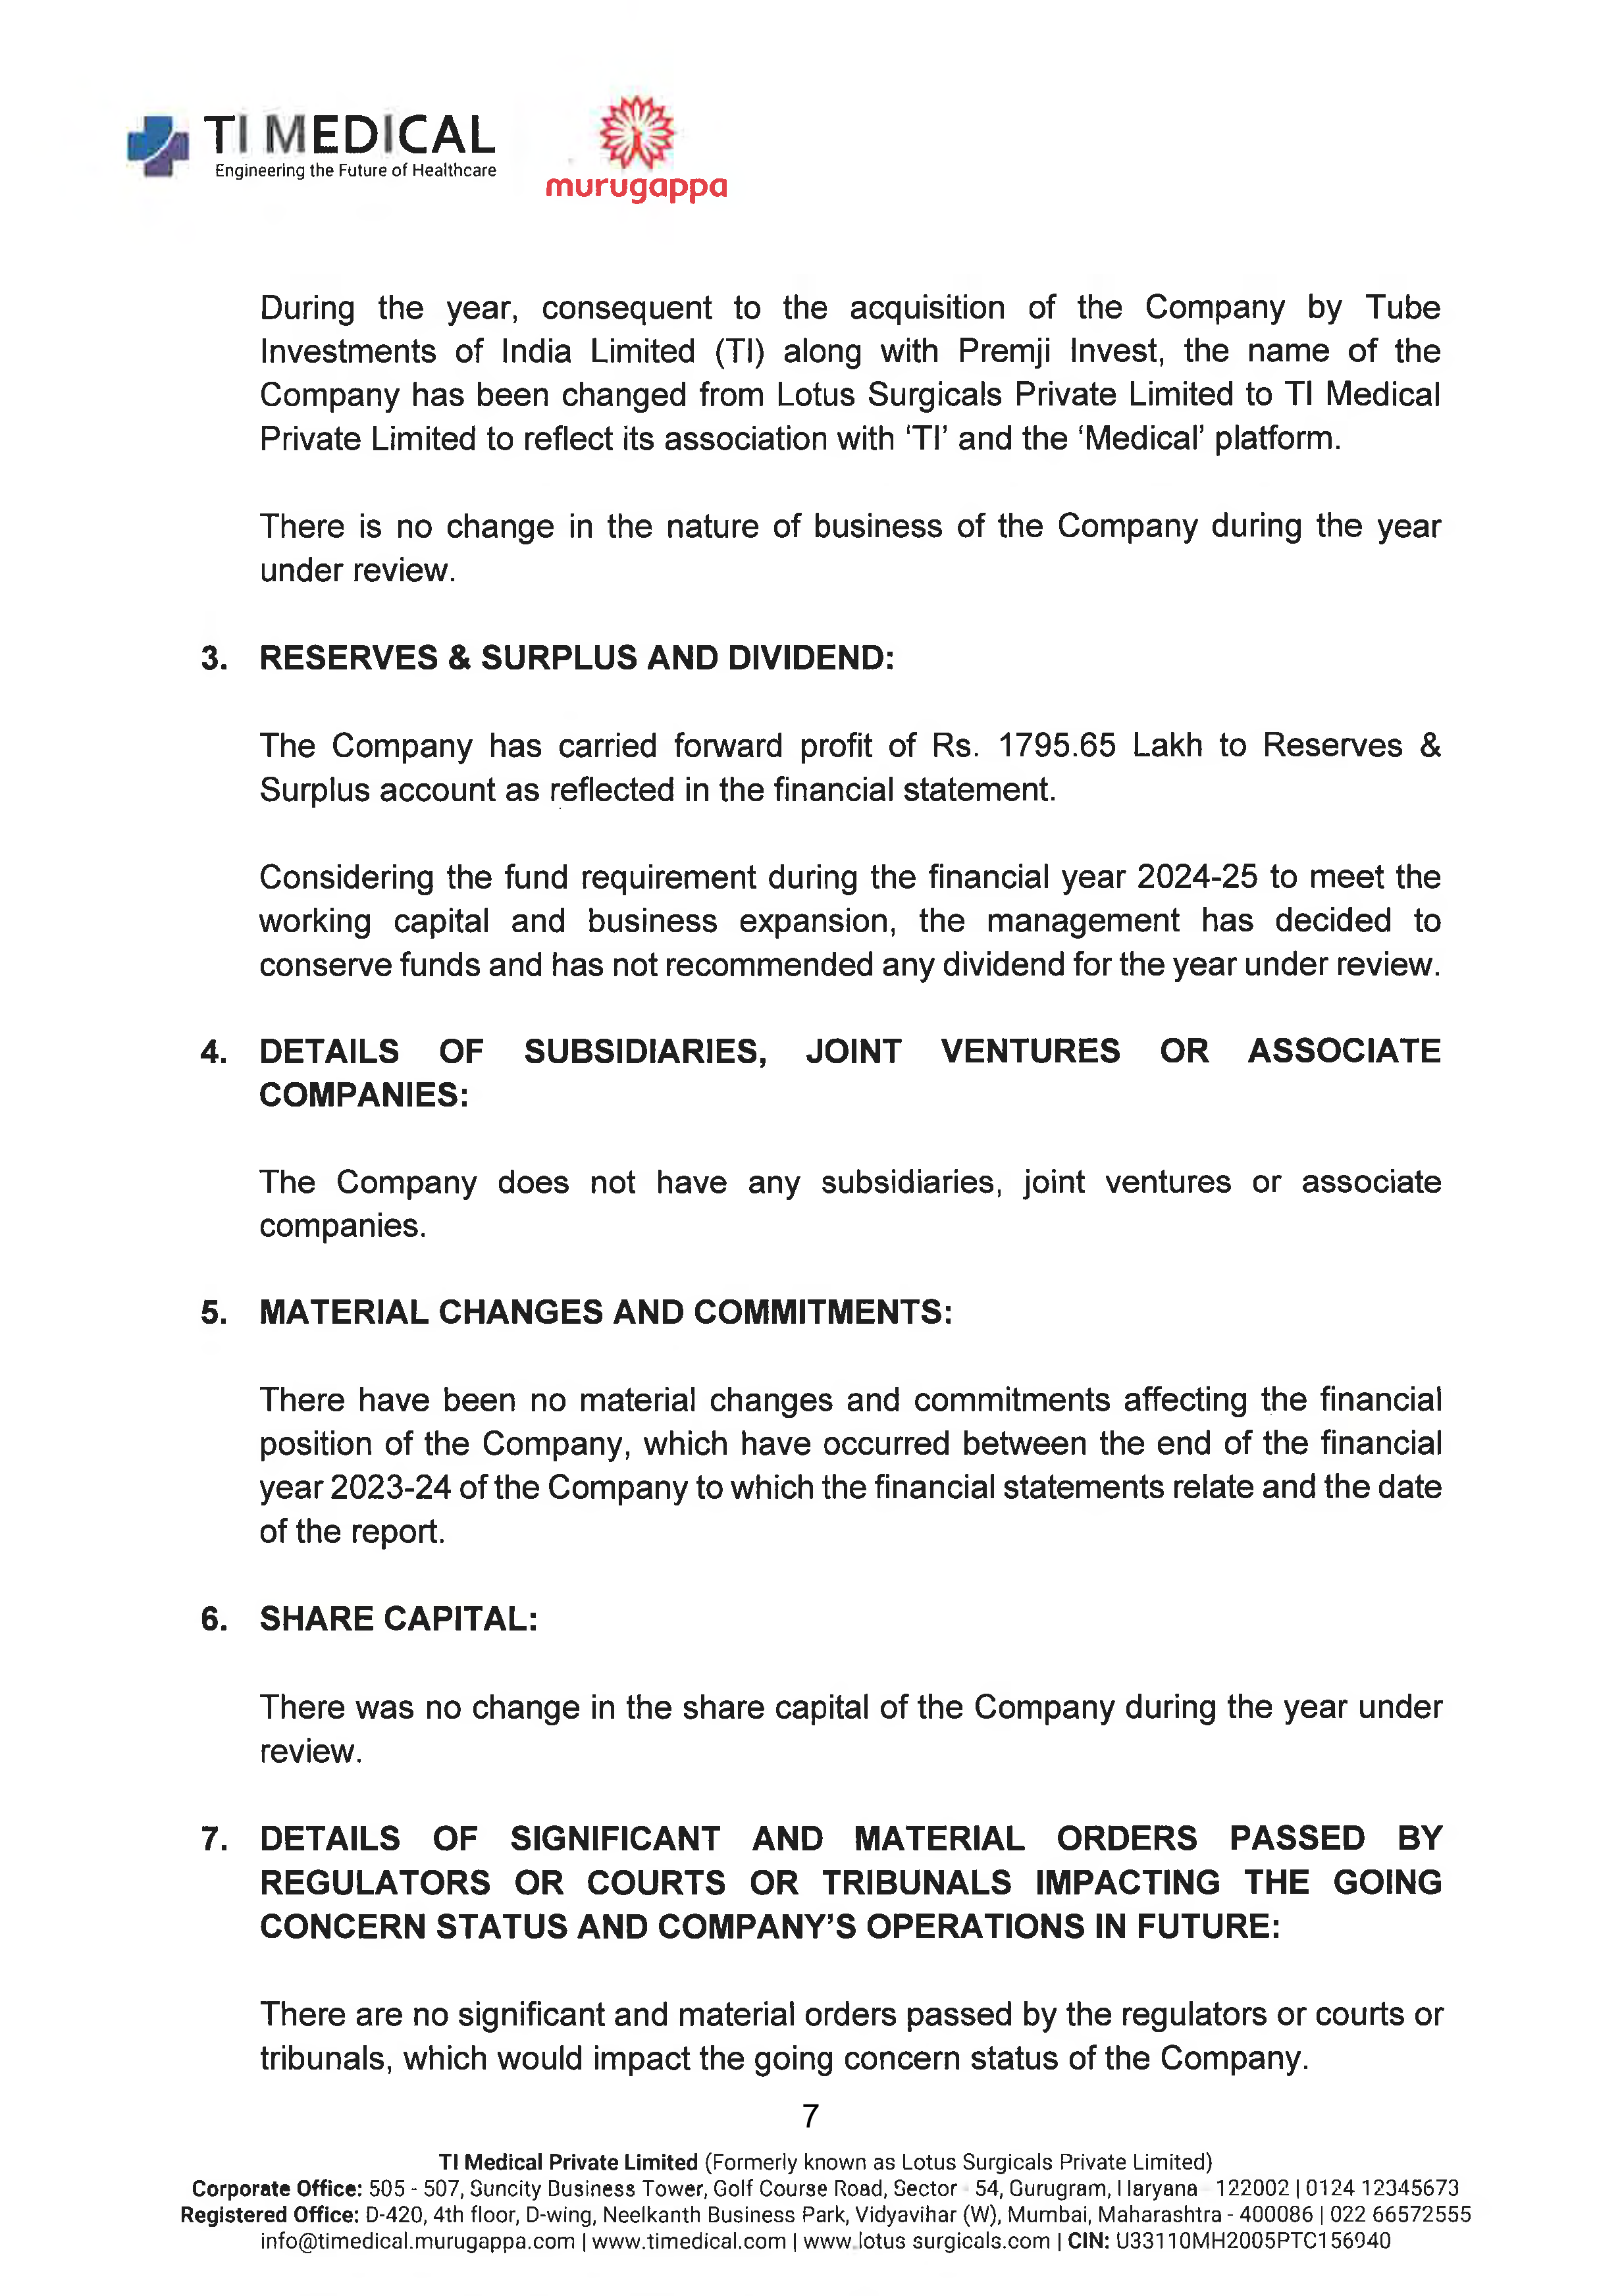 TI MEDICAL
Engineering the Future of Healthcare
murugappa
During the year, consequent to the acquisition of the Company by Tube
Investments of India Limited (TI) along with Premji Invest, the name of the
Company has been changed from Lotus Surgicals Private Limited to TI Medical
Private Limited to reflect its association with ‘TI’ and the ‘Medical’ platform.
There is no change in the nature of business of the Company during the year
under review.
3. RESERVES & SURPLUS AND DIVIDEND:
The Company has carried forward profit of Rs. 1795.65 Lakh to Reserves &
Surplus account as reflected in the financial statement.
Considering the fund requirement during the financial year 2024-25 to meet the
working capital and business expansion, the management has decided to
conserve funds and has not recommended any dividend for the year under review.
4. DETAILS OF SUBSIDIARIES, JOINT VENTURES OR ASSOCIATE
COMPANIES:
The Company does not have any subsidiaries, joint ventures or associate
companies.
5. MATERIAL CHANGES AND COMMITMENTS:
There have been no material changes and commitments affecting the financial
position of the Company, which have occurred between the end of the financial
year 2023-24 of the Company to which the financial statements relate and the date
of the report.
6. SHARE CAPITAL:
There was no change in the share capital of the Company during the year under
review.
7. DETAILS OF SIGNIFICANT AND MATERIAL ORDERS PASSED BY
REGULATORS OR COURTS OR TRIBUNALS IMPACTING THE GOING
CONCERN STATUS AND COMPANY’S OPERATIONS IN FUTURE:
There are no significant and material orders passed by the regulators or courts or
tribunals, which would impact the going concern status of the Company.
7
TI Medical Private Limited (Formerly known as Lotus Surgicals Private Limited)
Corporate Office: 505 - 507, Suncity Business Tower, Golf Course Road, Sector - 54, Gurugram, Haryana - 122002 | 0124 12345673
Registered Office: D-420, 4th floor, D-wing, Neelkanth Business Park, Vidyavihar (W), Mumbai, Maharashtra - 400086 | 022 66572555
info@timedical.murugappa.com | www.timedical.com | www.lotus surgicals.com | CIN: U33110MH2005PTC156940